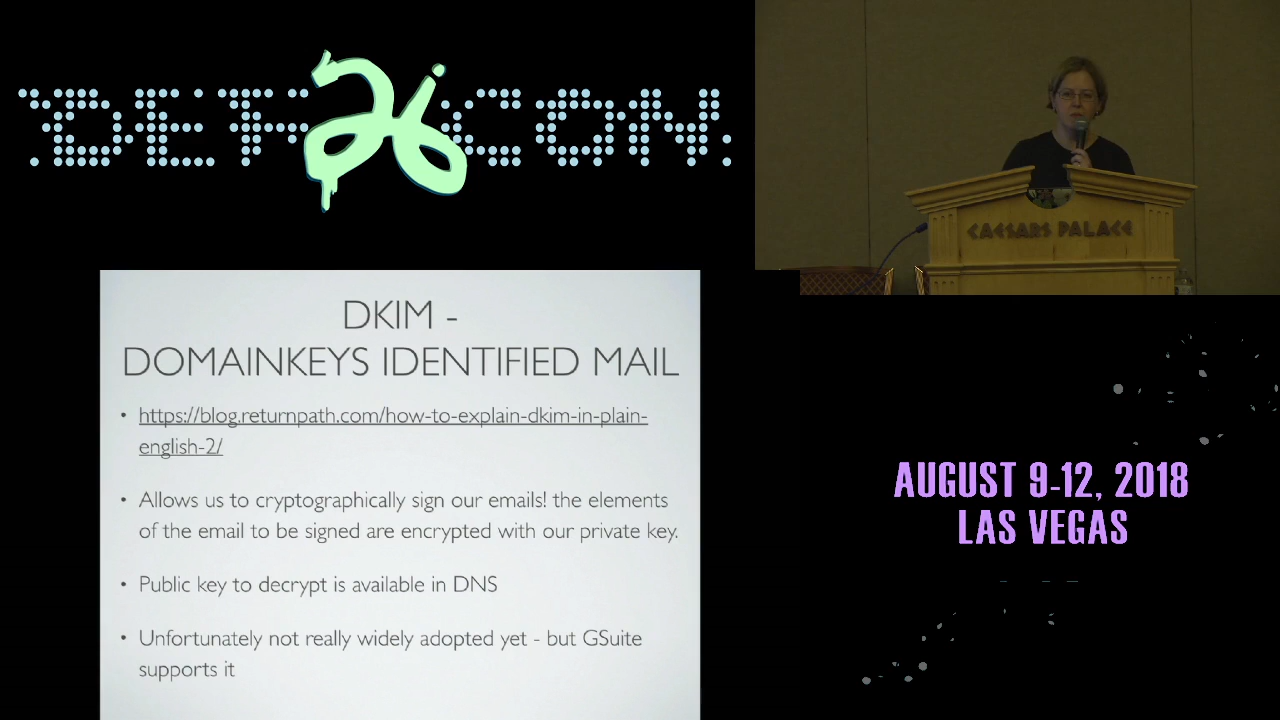 DEF 26 CON
CAESARS PALACE
DKIM -
DOMAINKEYS IDENTIFIED MAIL
• https://blog.returnpath.com/how-to-explain-dkim-in-plain-
english-2/
• Allows us to cryptographically sign our emails! the elements
of the email to be signed are encrypted with our private key.
• Public key to decrypt is available in DNS
• Unfortunately not really widely adopted yet - but GSuite
supports it
AUGUST 9-12, 2018
LAS VEGAS